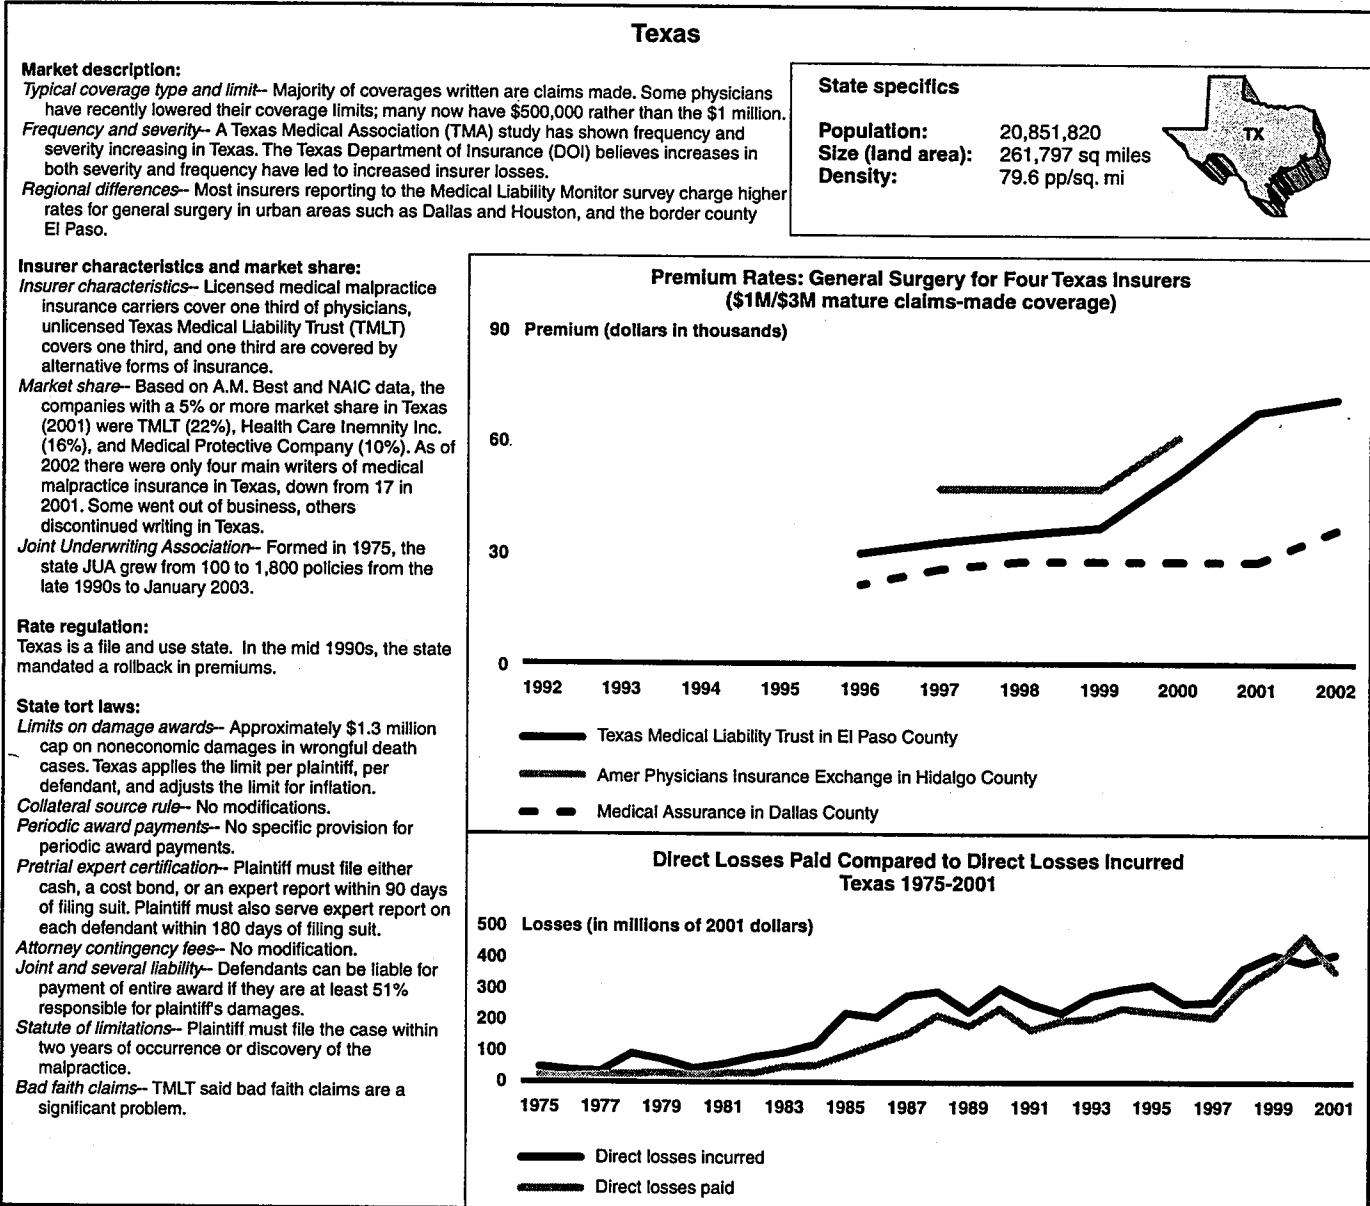 Texas
Market description:
Typical coverage type and limit-- Majority of coverages written are claims made. Some physicians
have recently lowered their coverage limits; many now have $500,000 rather than the $1 million.
Frequency and severity-- A Texas Medical Association (TMA) study has shown frequency and
severity increasing in Texas. The Texas Department of Insurance (DOI) believes increases in
both severity and frequency have led to increased insurer losses.
Regional differences-- Most insurers reporting to the Medical Liability Monitor survey charge higher
rates for general surgery in urban areas such as Dallas and Houston, and the border county
El Paso.
State specifics
Population: 20,851,820
Size (land area): 261,797 sq miles
Density: 79.6 pp/sq. mi
TX
Insurer characteristics and market share:
Insurer characteristics-- Licensed medical malpractice
insurance carriers cover one third of physicians,
unlicensed Texas Medical Liability Trust (TMLT)
covers one third, and one third are covered by
alternative forms of insurance.
Market share-- Based on A.M. Best and NAIC data, the
companies with a 5% or more market share in Texas
(2001) were TMLT (22%), Health Care Inemnity Inc.
(16%), and Medical Protective Company (10%). As of
2002 there were only four main writers of medical
malpractice insurance in Texas, down from 17 in
2001. Some went out of business, others
discontinued writing in Texas.
Joint Underwriting Association-- Formed in 1975, the
state JUA grew from 100 to 1,800 policies from the
late 1990s to January 2003.
Rate regulation:
Texas is a file and use state. In the mid 1990s, the state
mandated a rollback in premiums.
State tort laws:
Limits on damage awards-- Approximately $1.3 million
cap on noneconomic damages in wrongful death
cases. Texas applies the limit per plaintiff, per
defendant, and adjusts the limit for inflation.
Collateral source rule-- No modifications.
Periodic award payments-- No specific provision for
periodic award payments.
Pretrial expert certification-- Plaintiff must file either
cash, a cost bond, or an expert report within 90 days
of filing suit. Plaintiff must also serve expert report on
each defendant within 180 days of filing suit.
Attorney contingency fees-- No modification.
Joint and several liability-- Defendants can be liable for
payment of entire award if they are at least 51%
responsible for plaintiff's damages.
Statute of limitations-- Plaintiff must file the case within
two years of occurrence or discovery of the
malpractice.
Bad faith claims-- TMLT said bad faith claims are a
significant problem.
Premium Rates: General Surgery for Four Texas Insurers
($1M/$3M mature claims-made coverage)
90 Premium (dollars in thousands)
60
30
0
1992 1993 1994 1995 1996 1997 1998 1999 2000 2001 2002
Texas Medical Liability Trust in El Paso County
Amer Physicians Insurance Exchange in Hidalgo County
Medical Assurance in Dallas County
Direct Losses Paid Compared to Direct Losses Incurred
Texas 1975-2001
500 Losses (in millions of 2001 dollars)
400
300
200
100
0
1975 1977 1979 1981 1983 1985 1987 1989 1991 1993 1995 1997 1999 2001
Direct losses incurred
Direct losses paid